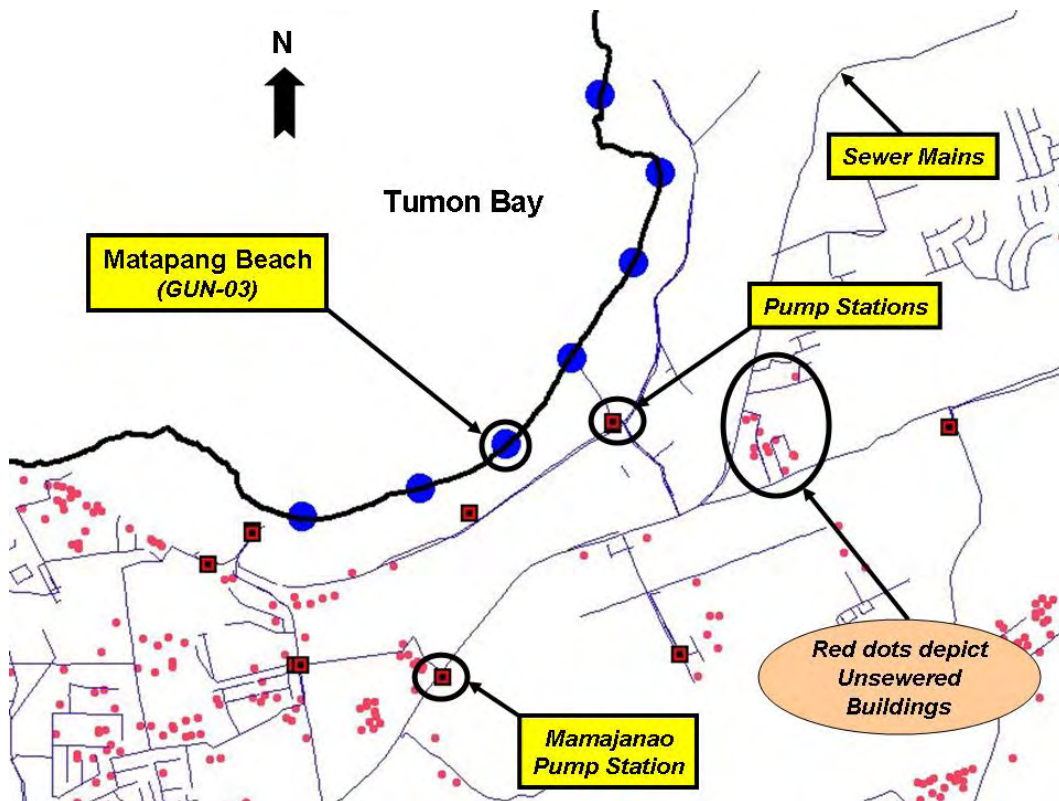 N
Sewer Mains
Tumon Bay
Matapang Beach
(GUN-03)
Pump Stations
Red dots depict
Unsewered
Buildings
Mamajanao
Pump Station